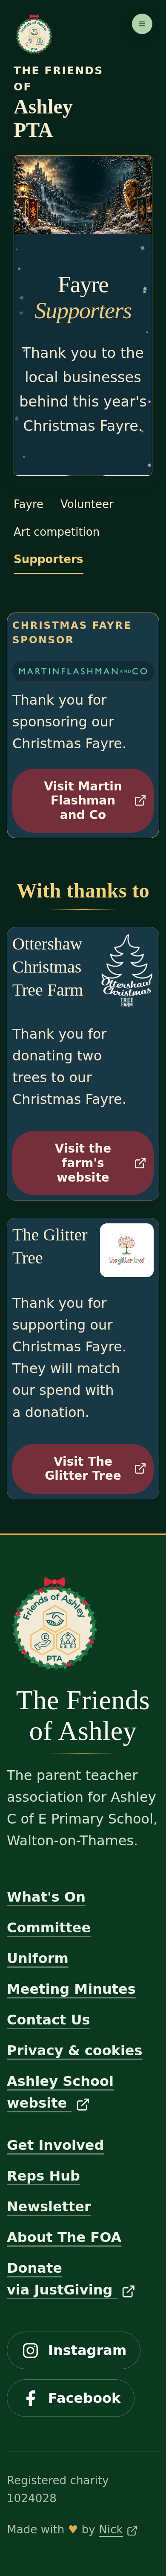 Friends of Ashley
PTA
THE FRIENDS
OF
Ashley
PTA
Fayre
Supporters
Thank you to the
local businesses
behind this year's
Christmas Fayre.
Fayre Volunteer
Art competition
Supporters
CHRISTMAS FAYRE
SPONSOR
MARTINFLASHMANANDCO
Thank you for
sponsoring our
Christmas Fayre.
Visit Martin
Flashman
and Co
With thanks to
Ottershaw
Christmas
Tree Farm
Ottershaw
CHRISTMAS
TREE
FARM
Thank you for
donating two
trees to our
Christmas Fayre.
Visit the
farm's
website
The Glitter
Tree
the glitter tree
Thank you for
supporting our
Christmas Fayre.
They will match
our spend with
a donation.
Visit The
Glitter Tree
Friends of Ashley
PTA
The Friends
of Ashley
The parent teacher
association for Ashley
C of E Primary School,
Walton-on-Thames.
What's On
Committee
Uniform
Meeting Minutes
Contact Us
Privacy & cookies
Ashley School
website
Get Involved
Reps Hub
Newsletter
About The FOA
Donate
via JustGiving
Instagram
Facebook
Registered charity
1024028
Made with ♥ by Nick